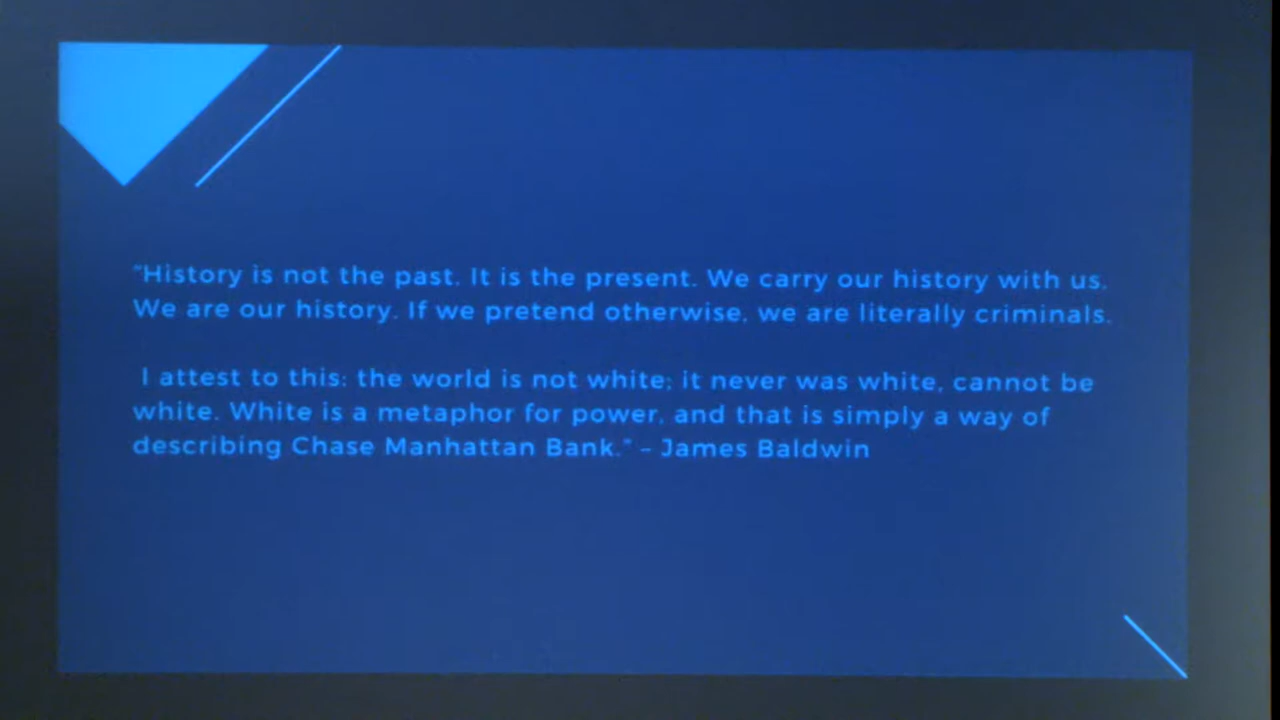 "History is not the past. It is the present. We carry our history with us.
We are our history. If we pretend otherwise, we are literally criminals.
I attest to this: the world is not white; it never was white, cannot be
white. White is a metaphor for power, and that is simply a way of
describing Chase Manhattan Bank." – James Baldwin